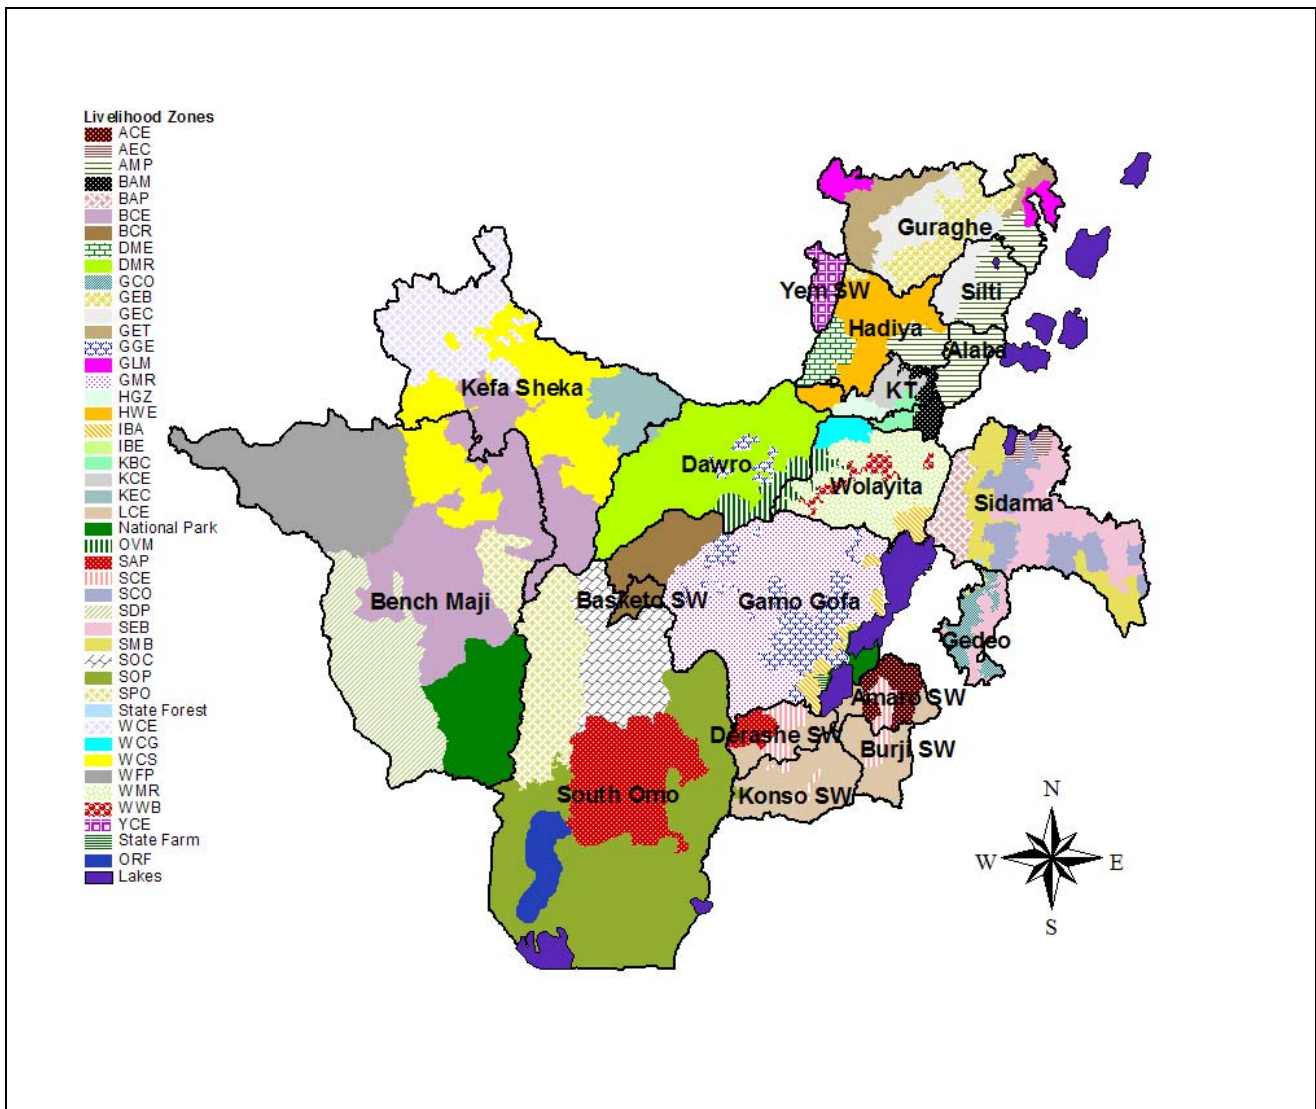 Livelihood Zones
ACE
AEC
AMP
BAM
BAP
BCE
BCR
DME
DMR
GCO
GEB
GEC
GET
GGE
GLM
GMR
HGZ
HWE
IBA
IBE
KBC
KCE
KEC
LCE
National Park
OVM
SAP
SCE
SCO
SDP
SEB
SMB
SOC
SOP
SPO
State Forest
WCE
WCG
WCS
WFP
WMR
WWB
YCE
State Farm
ORF
Lakes
Guraghe
Yem SW
Silti
Hadiya
Alaba
Kefa Sheka
KT
Dawro
Wolayita
Sidama
Bench Maji
Basketo SW
Gamo Gofa
Gedeo
Amaro SW
Derashe SW
Burji SW
South Omo
Konso SW
N
W
E
S